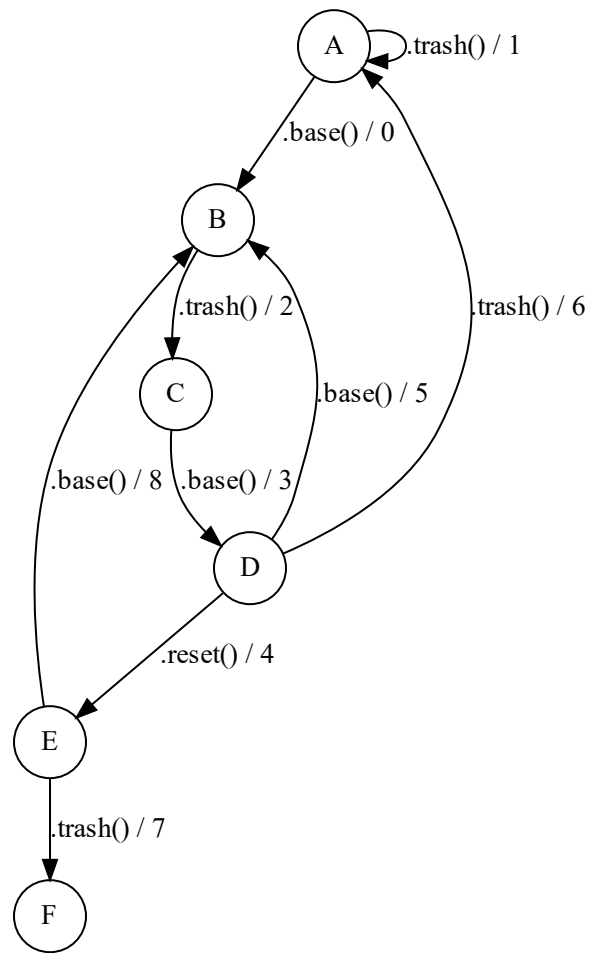 A
.trash() / 1
.base() / 0
B
.trash() / 2
.trash() / 6
C
.base() / 5
.base() / 8
.base() / 3
D
.reset() / 4
E
.trash() / 7
F